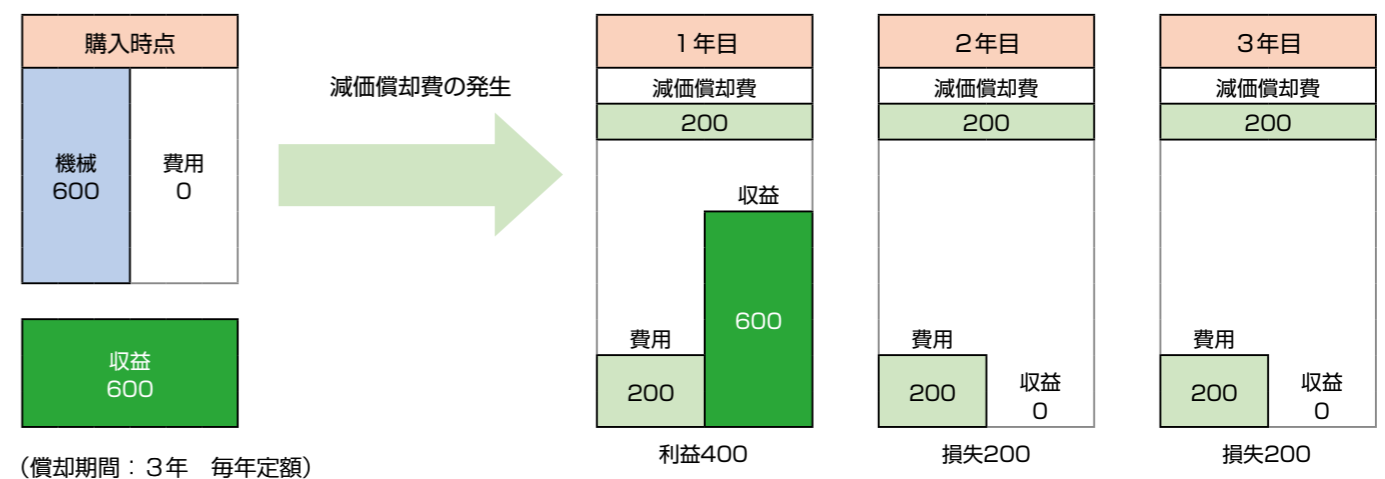 購入時点
機械
600
費用
0
収益
600
(償却期間:3年 毎年定額)
減価償却費の発生
1年目
減価償却費
200
収益
600
費用
200
利益400
2年目
減価償却費
200
費用
200
収益
0
損失200
3年目
減価償却費
200
費用
200
収益
0
損失200